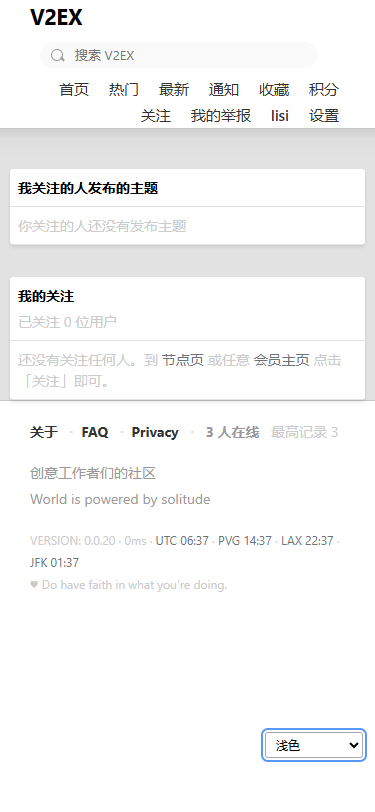 V2EX
搜索 V2EX
首页 热门 最新 通知 收藏 积分
关注 我的举报 lisi 设置
我关注的人发布的主题
你关注的人还没有发布主题
我的关注
已关注 0 位用户
还没有关注任何人。到 节点页 或任意 会员主页 点击
「关注」即可。
关于 · FAQ · Privacy · 3 人在线 最高记录 3
创意工作者们的社区
World is powered by solitude
VERSION: 0.0.20 · 0ms · UTC 06:37 · PVG 14:37 · LAX 22:37 ·
JFK 01:37
♥ Do have faith in what you're doing.
浅色